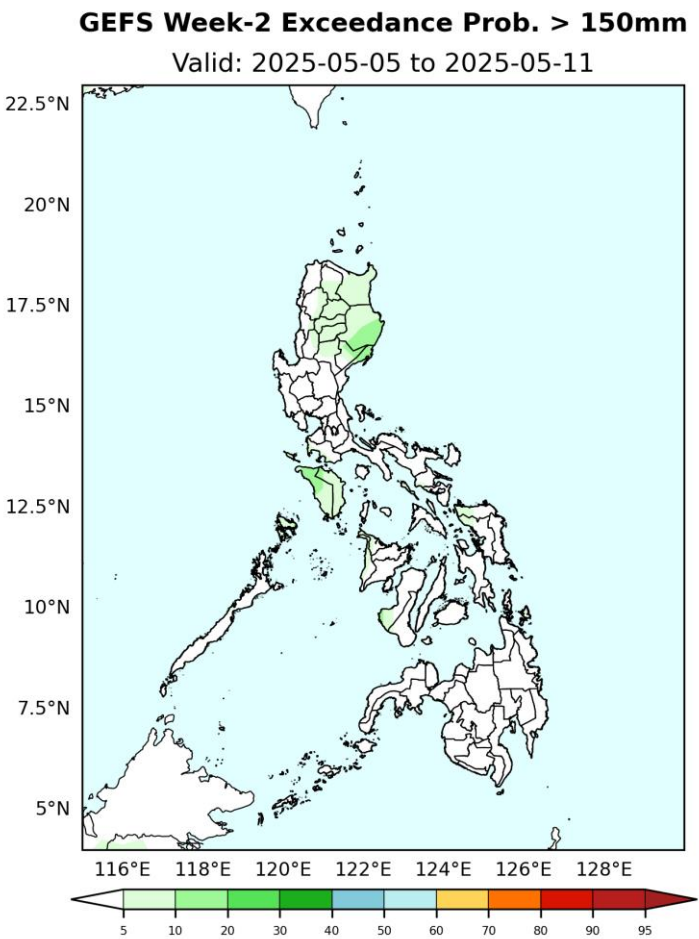 GEFS Week-2 Exceedance Prob. > 150mm
Valid: 2025-05-05 to 2025-05-11
22.5°N
20°N
17.5°N
15°N
12.5°N
10°N
7.5°N
5°N
116°E 118°E 120°E 122°E 124°E 126°E 128°E
5 10 20 30 40 50 60 70 80 90 95